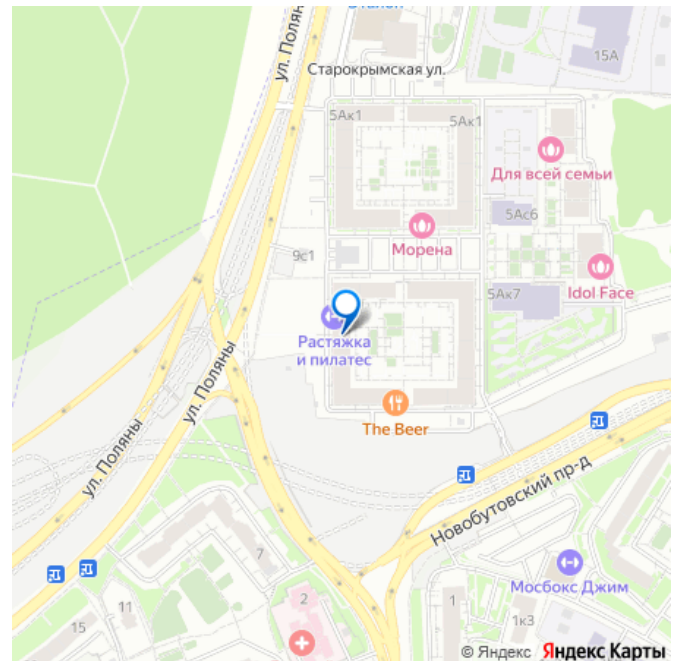 Эталон
ул. Поляны
Старокрымская ул.
15А
5Ак1
5Ак1
Для всей семьи
5Ас6
Морена
9с1
Idol Face
5Ак7
Растяжка
и пилатес
ул. Поляны
The Beer
ул. Поляны
Новобутовский пр-д
7
Мосбокс Джим
2
1
11
1к3
15
© Яндекс Яндекс Карты